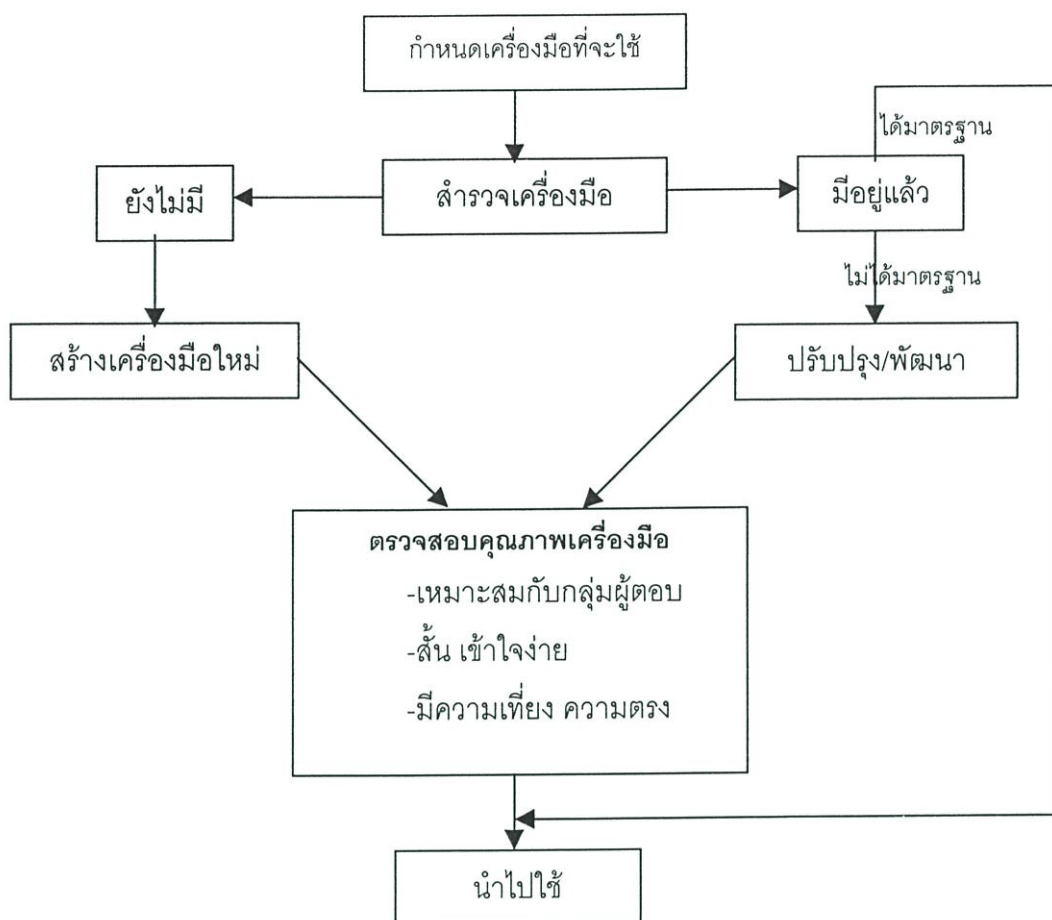 กำหนดเครื่องมือที่จะใช้
ได้มาตรฐาน
ยังไม่มี
สำรวจเครื่องมือ
มีอยู่แล้ว
ไม่ได้มาตรฐาน
สร้างเครื่องมือใหม่
ปรับปรุง/พัฒนา
ตรวจสอบคุณภาพเครื่องมือ
-เหมาะสมกับกลุ่มผู้ตอบ
-สั้น เข้าใจง่าย
-มีความเที่ยง ความตรง
นำไปใช้